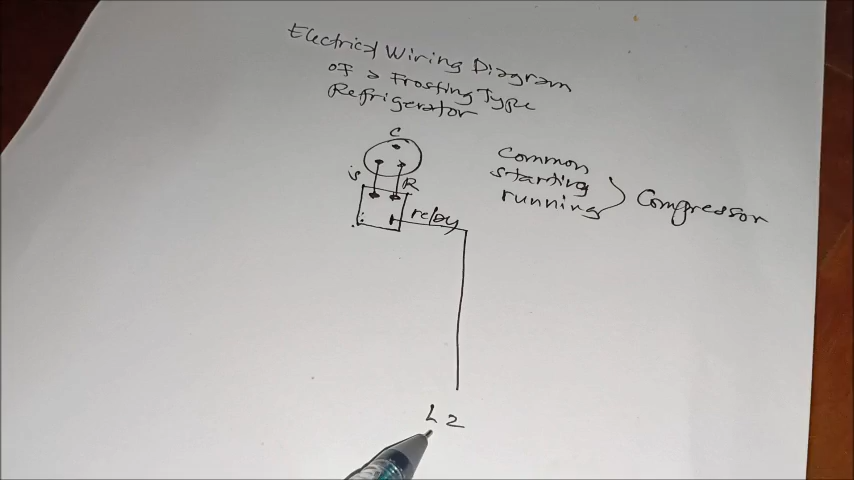 Electrical Wiring Diagram
of a Frosting Type
Refrigerator
C
S
R
relay
Common
starting
running
Compressor
L2